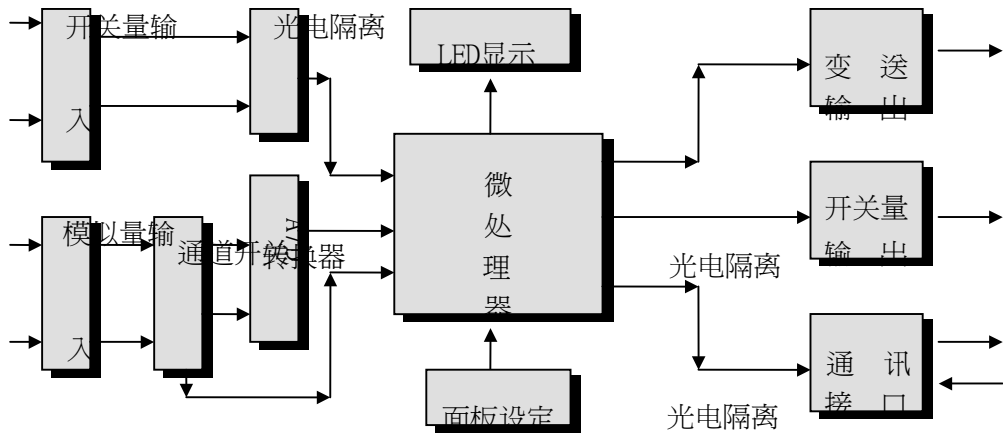 开关量输
入
光电隔离
LED显示
变 送
输 出
微
处
理
器
模拟量输
入
通道开关
A/D
转换器
开关量
输 出
光电隔离
面板设定
光电隔离
通 讯
接 口